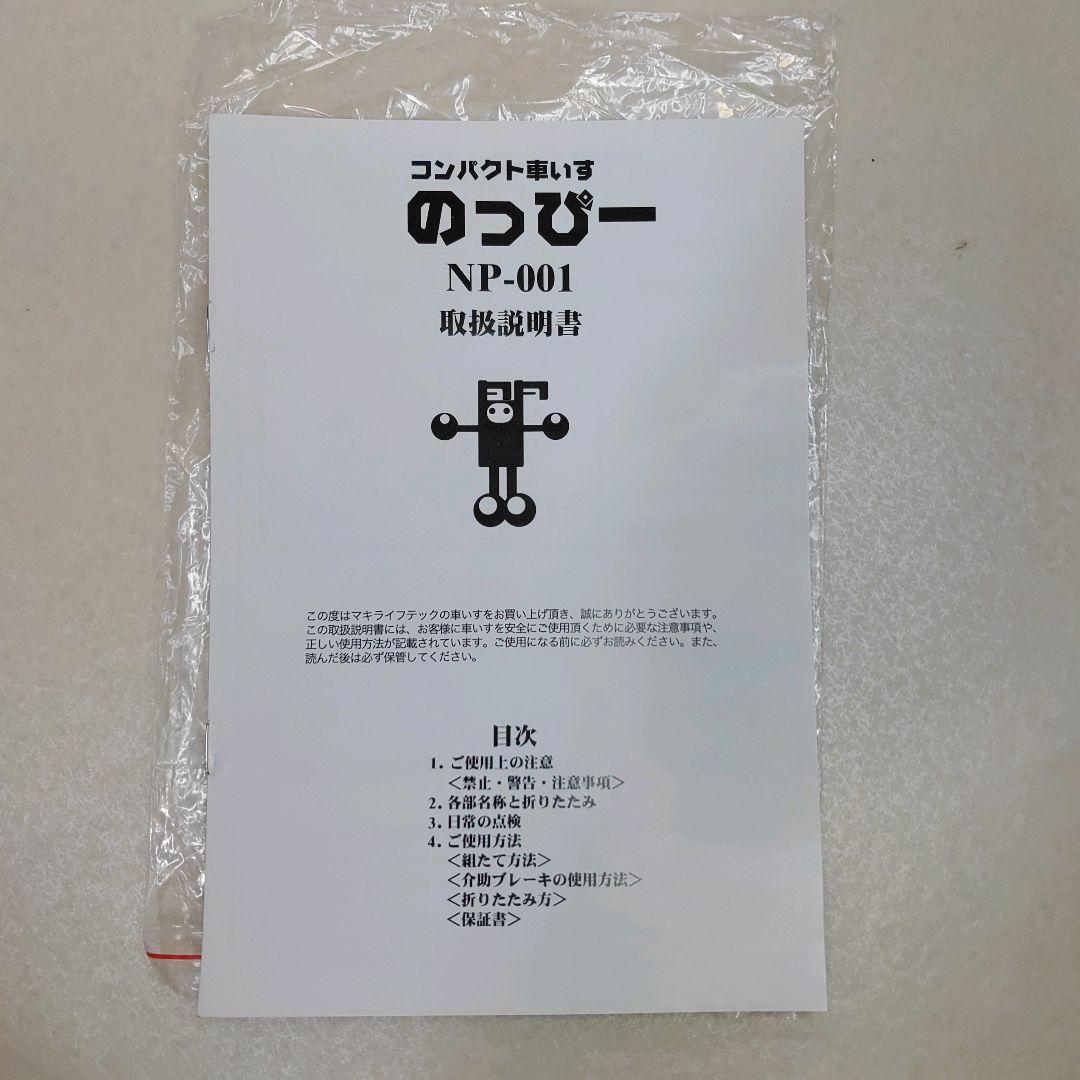 コンパクト車いす
のっぴー
NP-001
取扱説明書
この度はマキライフテックの車いすをお買い上げ頂き、誠にありがとうございます。
この取扱説明書には、お客様に車いすを安全にご使用頂くために必要な注意事項や、
正しい使用方法が記載されています。ご使用になる前に必ずお読みください。また、
読んだ後は必ず保管してください。
目次
1. ご使用上の注意
＜禁止・警告・注意事項＞
2. 各部名称と折りたたみ
3. 日常の点検
4. ご使用方法
＜組たて方法＞
＜介助ブレーキの使用方法＞
＜折りたたみ方＞
＜保証書＞